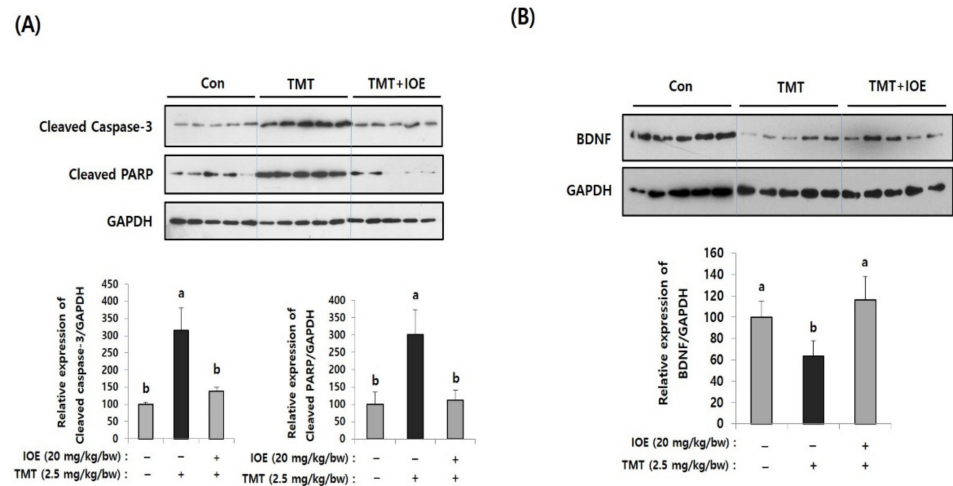 (A)
Con TMT TMT+IOE
Cleaved Caspase-3
Cleaved PARP
GAPDH
Relative expression of
Cleaved caspase-3/GAPDH
450
400
350
300
250
200
150
100
50
0
b a b
IOE (20 mg/kg/bw) : – – +
TMT (2.5 mg/kg/bw) : – + +
Relative expression of
Cleaved PARP/GAPDH
400
350
300
250
200
150
100
50
0
b a b
IOE (20 mg/kg/bw) : – – +
TMT (2.5 mg/kg/bw) : – + +
(B)
Con TMT TMT+IOE
BDNF
GAPDH
Relative expression of
BDNF/GAPDH
160
140
120
100
80
60
40
20
0
a b a
IOE (20 mg/kg/bw) : – – +
TMT (2.5 mg/kg/bw) : – + +